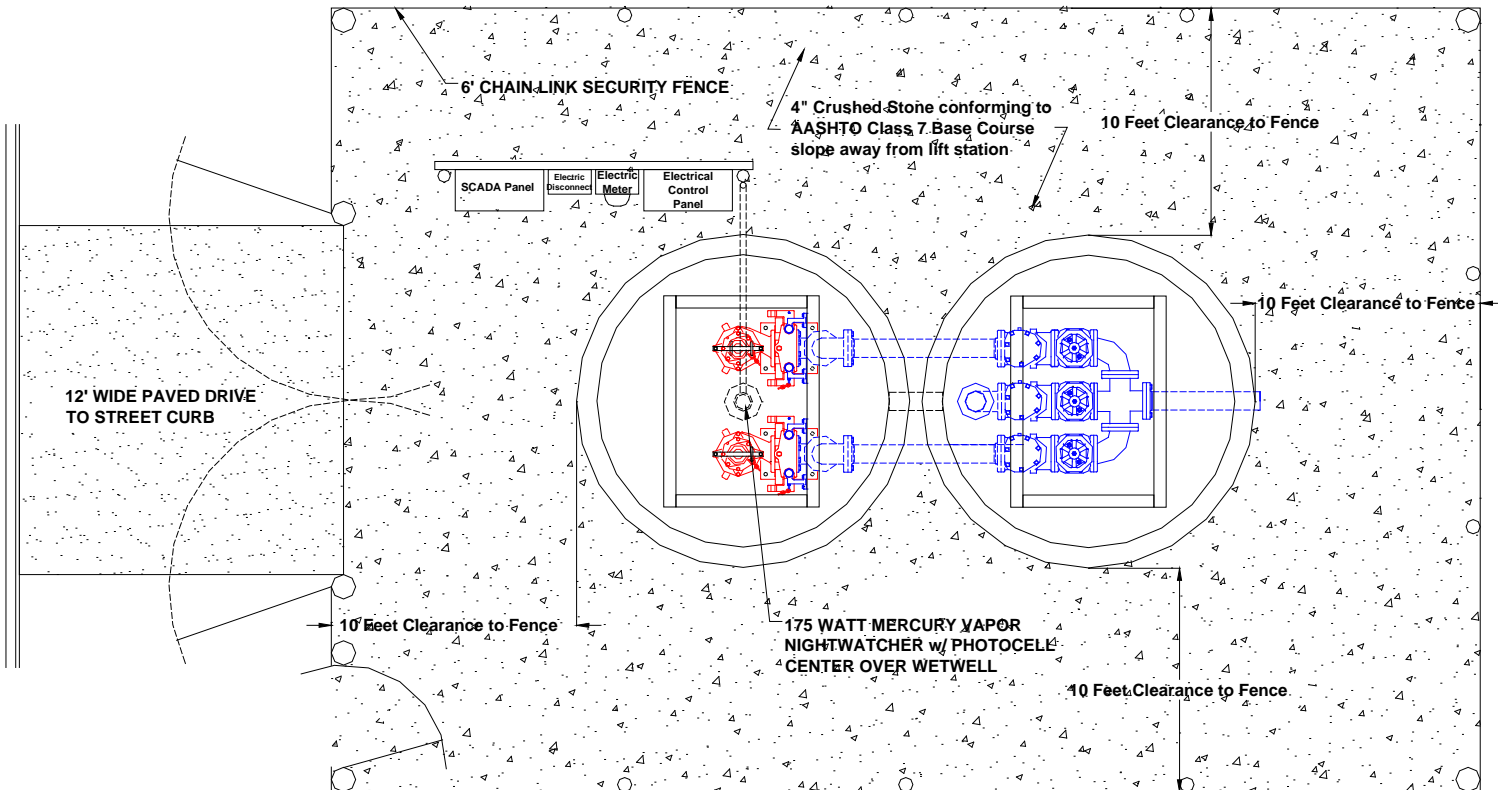 6' CHAIN LINK SECURITY FENCE
4" Crushed Stone conforming to
AASHTO Class 7 Base Course
slope away from lift station
10 Feet Clearance to Fence
SCADA Panel
Electric
Disconnect
Electric
Meter
Electrical
Control
Panel
10 Feet Clearance to Fence
12' WIDE PAVED DRIVE
TO STREET CURB
10 Feet Clearance to Fence
175 WATT MERCURY VAPOR
NIGHTWATCHER w/ PHOTOCELL
CENTER OVER WETWELL
10 Feet Clearance to Fence